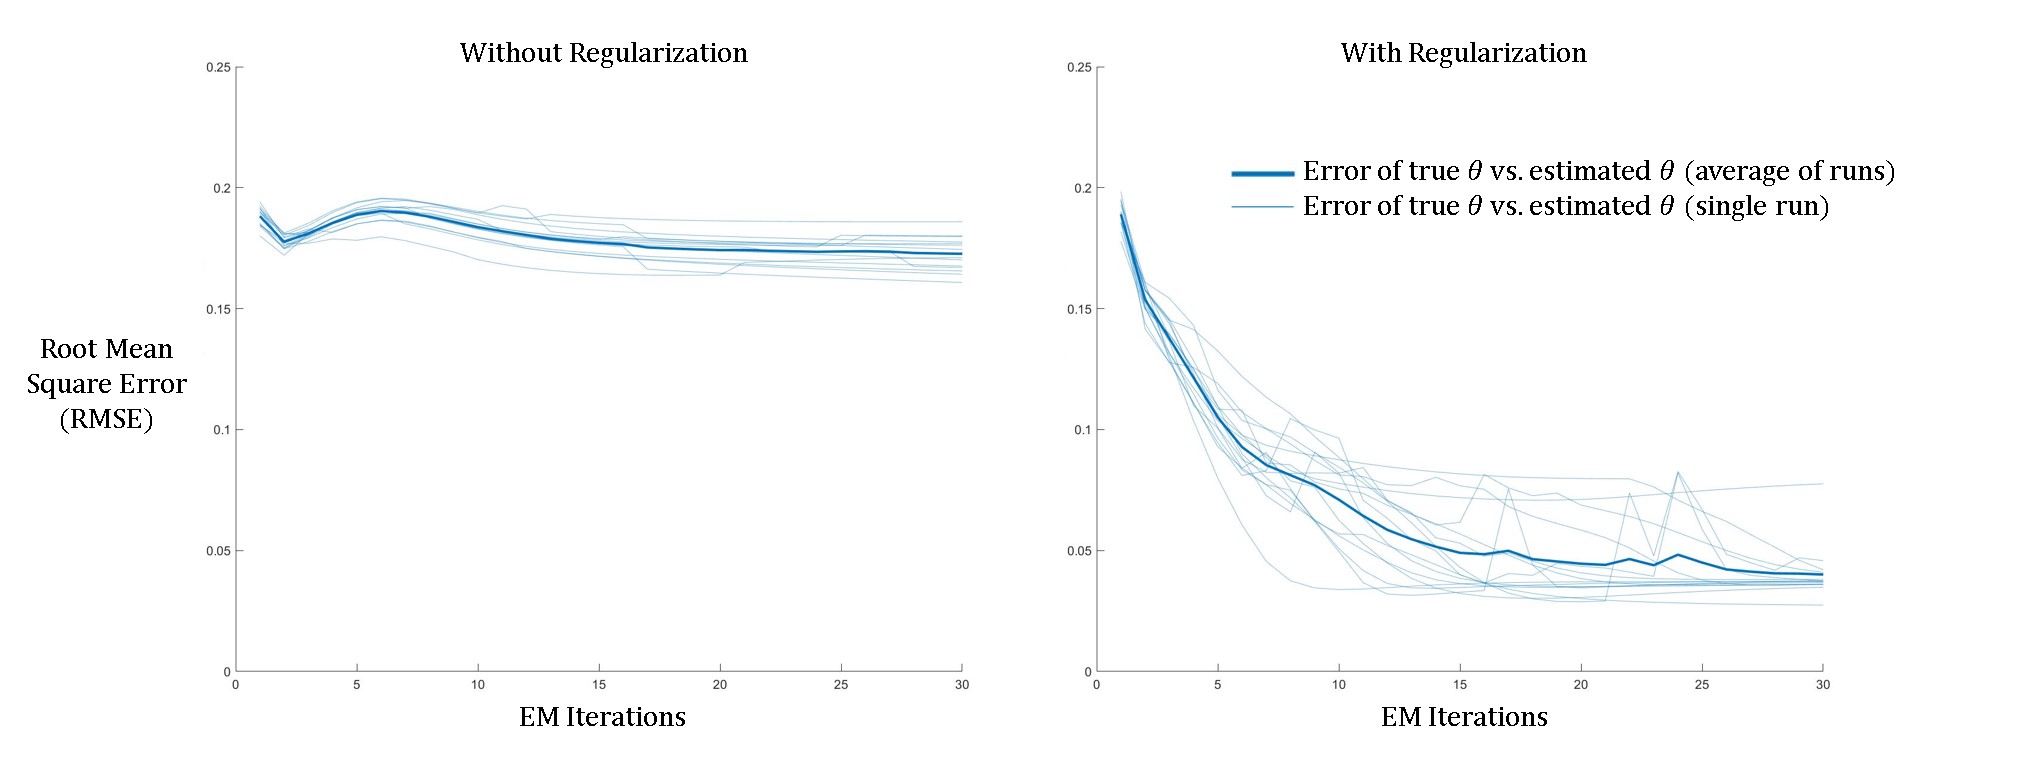 Without Regularization
With Regularization
0.25
0.2
0.15
0.1
0.05
0
0
5
10
15
20
25
30
Root Mean
Square Error
(RMSE)
EM Iterations
0.25
0.2
0.15
0.1
0.05
0
0
5
10
15
20
25
30
Error of true θ vs. estimated θ (average of runs)
Error of true θ vs. estimated θ (single run)
EM Iterations